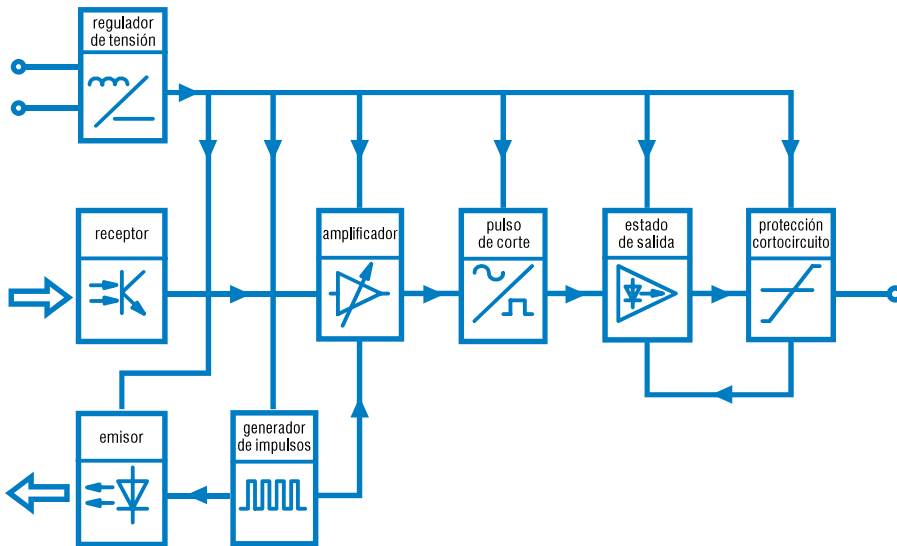 regulador
de tensión
receptor
amplificador
pulso
de corte
estado
de salida
protección
cortocircuito
emisor
generador
de impulsos